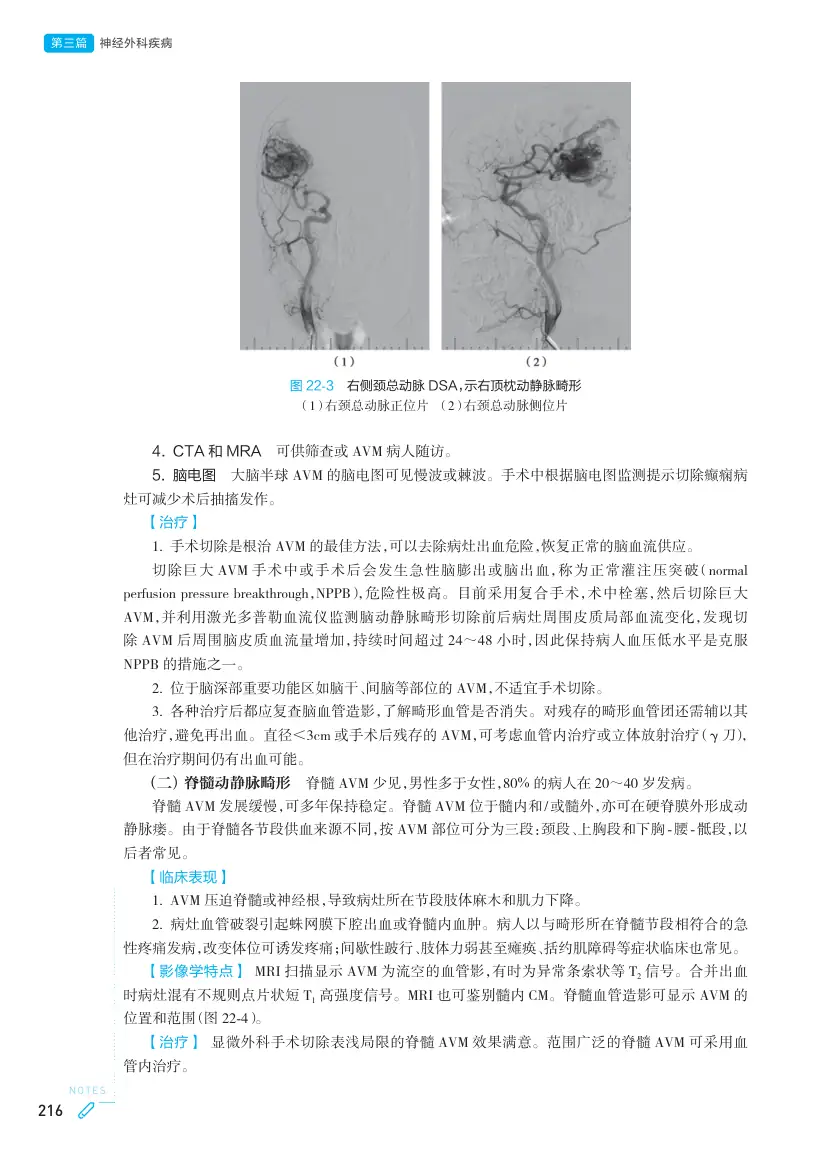 第三篇 神经外科疾病
（1） （2）
图 22-3 右侧颈总动脉 DSA，示右顶枕动静脉畸形
（1）右颈总动脉正位片 （2）右颈总动脉侧位片
4. CTA 和 MRA 可供筛查或 AVM 病人随访。
5. 脑电图 大脑半球 AVM 的脑电图可见慢波或棘波。手术中根据脑电图监测提示切除癫痫病
灶可减少术后抽搐发作。
【治疗】
1. 手术切除是根治 AVM 的最佳方法，可以去除病灶出血危险，恢复正常的脑血流供应。
切除巨大 AVM 手术中或手术后会发生急性脑膨出或脑出血，称为正常灌注压突破（normal
perfusion pressure breakthrough，NPPB），危险性极高。目前采用复合手术，术中栓塞，然后切除巨大
AVM，并利用激光多普勒血流仪监测脑动静脉畸形切除前后病灶周围皮质局部血流变化，发现切
除 AVM 后周围脑皮质血流量增加，持续时间超过 24～48 小时，因此保持病人血压低水平是克服
NPPB 的措施之一。
2. 位于脑深部重要功能区如脑干、间脑等部位的 AVM，不适宜手术切除。
3. 各种治疗后都应复查脑血管造影，了解畸形血管是否消失。对残存的畸形血管团还需辅以其
他治疗，避免再出血。直径＜3cm 或手术后残存的 AVM，可考虑血管内治疗或立体放射治疗（γ 刀），
但在治疗期间仍有出血可能。
（二）脊髓动静脉畸形 脊髓 AVM 少见，男性多于女性，80% 的病人在 20～40 岁发病。
脊髓 AVM 发展缓慢，可多年保持稳定。脊髓 AVM 位于髓内和/或髓外，亦可在硬脊膜外形成动
静脉瘘。由于脊髓各节段供血来源不同，按 AVM 部位可分为三段：颈段、上胸段和下胸-腰-骶段，以
后者常见。
【临床表现】
1. AVM 压迫脊髓或神经根，导致病灶所在节段肢体麻木和肌力下降。
2. 病灶血管破裂引起蛛网膜下腔出血或脊髓内血肿。病人以与畸形所在脊髓节段相符合的急
性疼痛发病，改变体位可诱发疼痛；间歇性跛行、肢体力弱甚至瘫痪、括约肌障碍等症状临床也常见。
【影像学特点】 MRI 扫描显示 AVM 为流空的血管影，有时为异常条索状等 T₂ 信号。合并出血
时病灶混有不规则点片状短 T₁ 高强度信号。MRI 也可鉴别髓内 CM。脊髓血管造影可显示 AVM 的
位置和范围（图 22-4）。
【治疗】 显微外科手术切除表浅局限的脊髓 AVM 效果满意。范围广泛的脊髓 AVM 可采用血
管内治疗。
NOTES
216